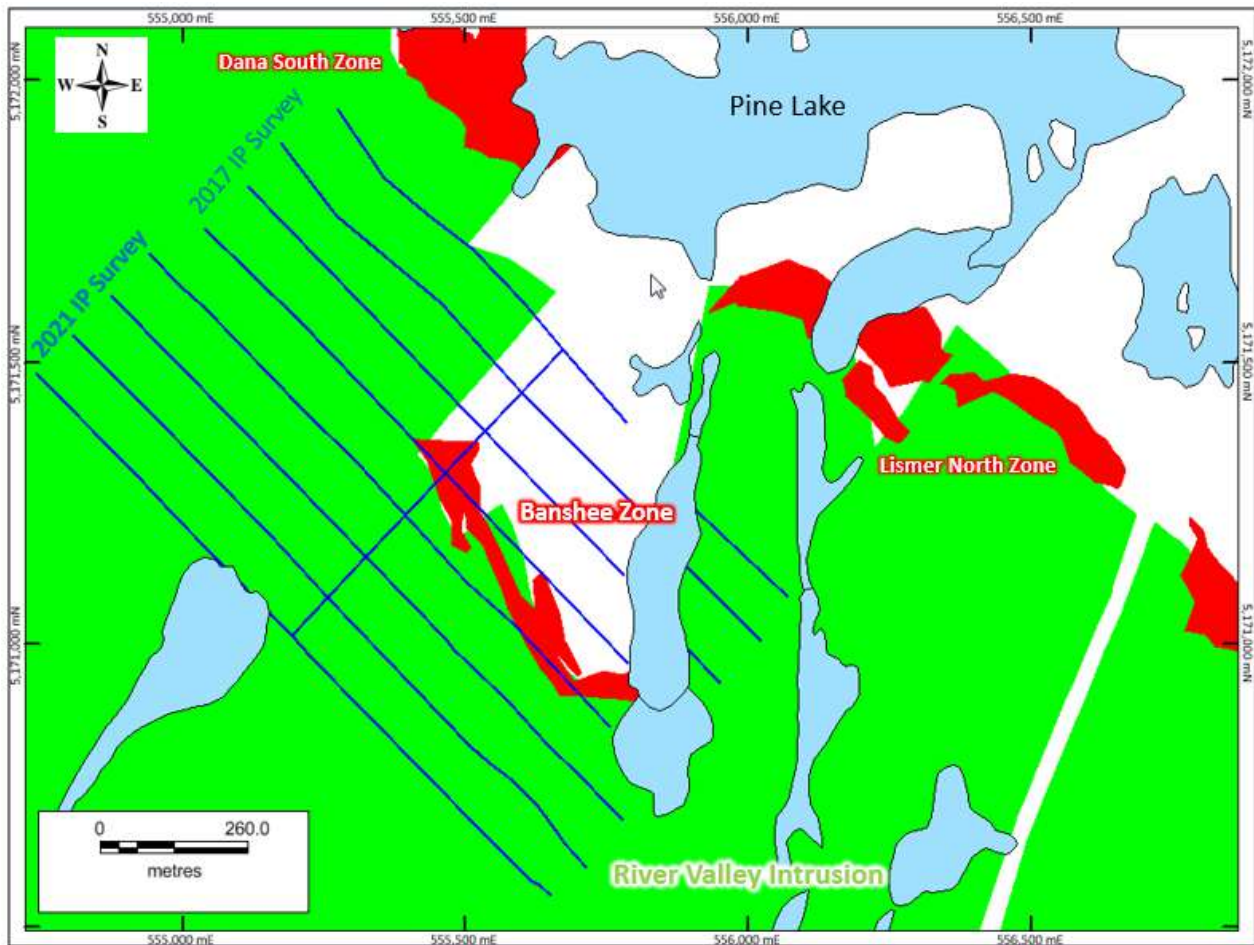 555,000 mE
555,500 mE
556,000 mE
556,500 mE
N
W E
S
5,172,000 mN
5,172,000 mN
Dana South Zone
Pine Lake
2017 IP Survey
2021 IP Survey
5,171,500 mN
5,171,500 mN
Lismer North Zone
Banshee Zone
5,171,000 mN
5,171,000 mN
0 260.0
metres
River Valley Intrusion
555,000 mE
555,500 mE
556,000 mE
556,500 mE